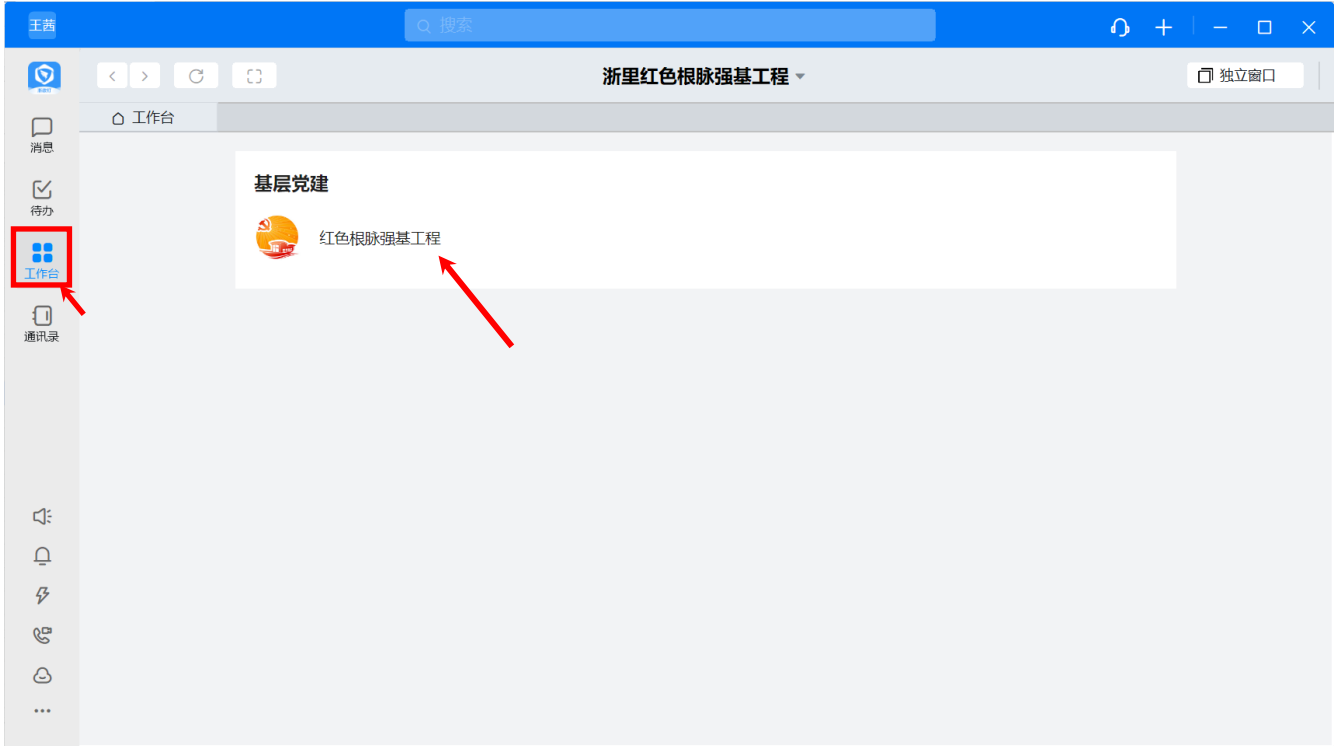 王茜
搜索
浙里红色根脉强基工程
独立窗口
工作台
消息
基层党建
待办
红色根脉强基工程
工作台
通讯录